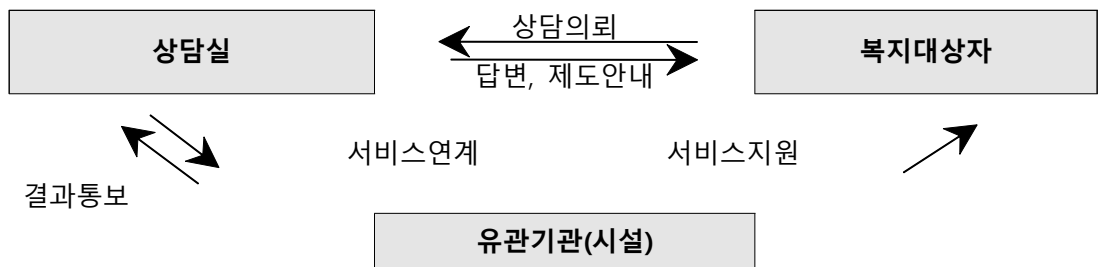 상담의뢰
상담실
복지대상자
답변, 제도안내
서비스연계
서비스지원
결과통보
유관기관(시설)